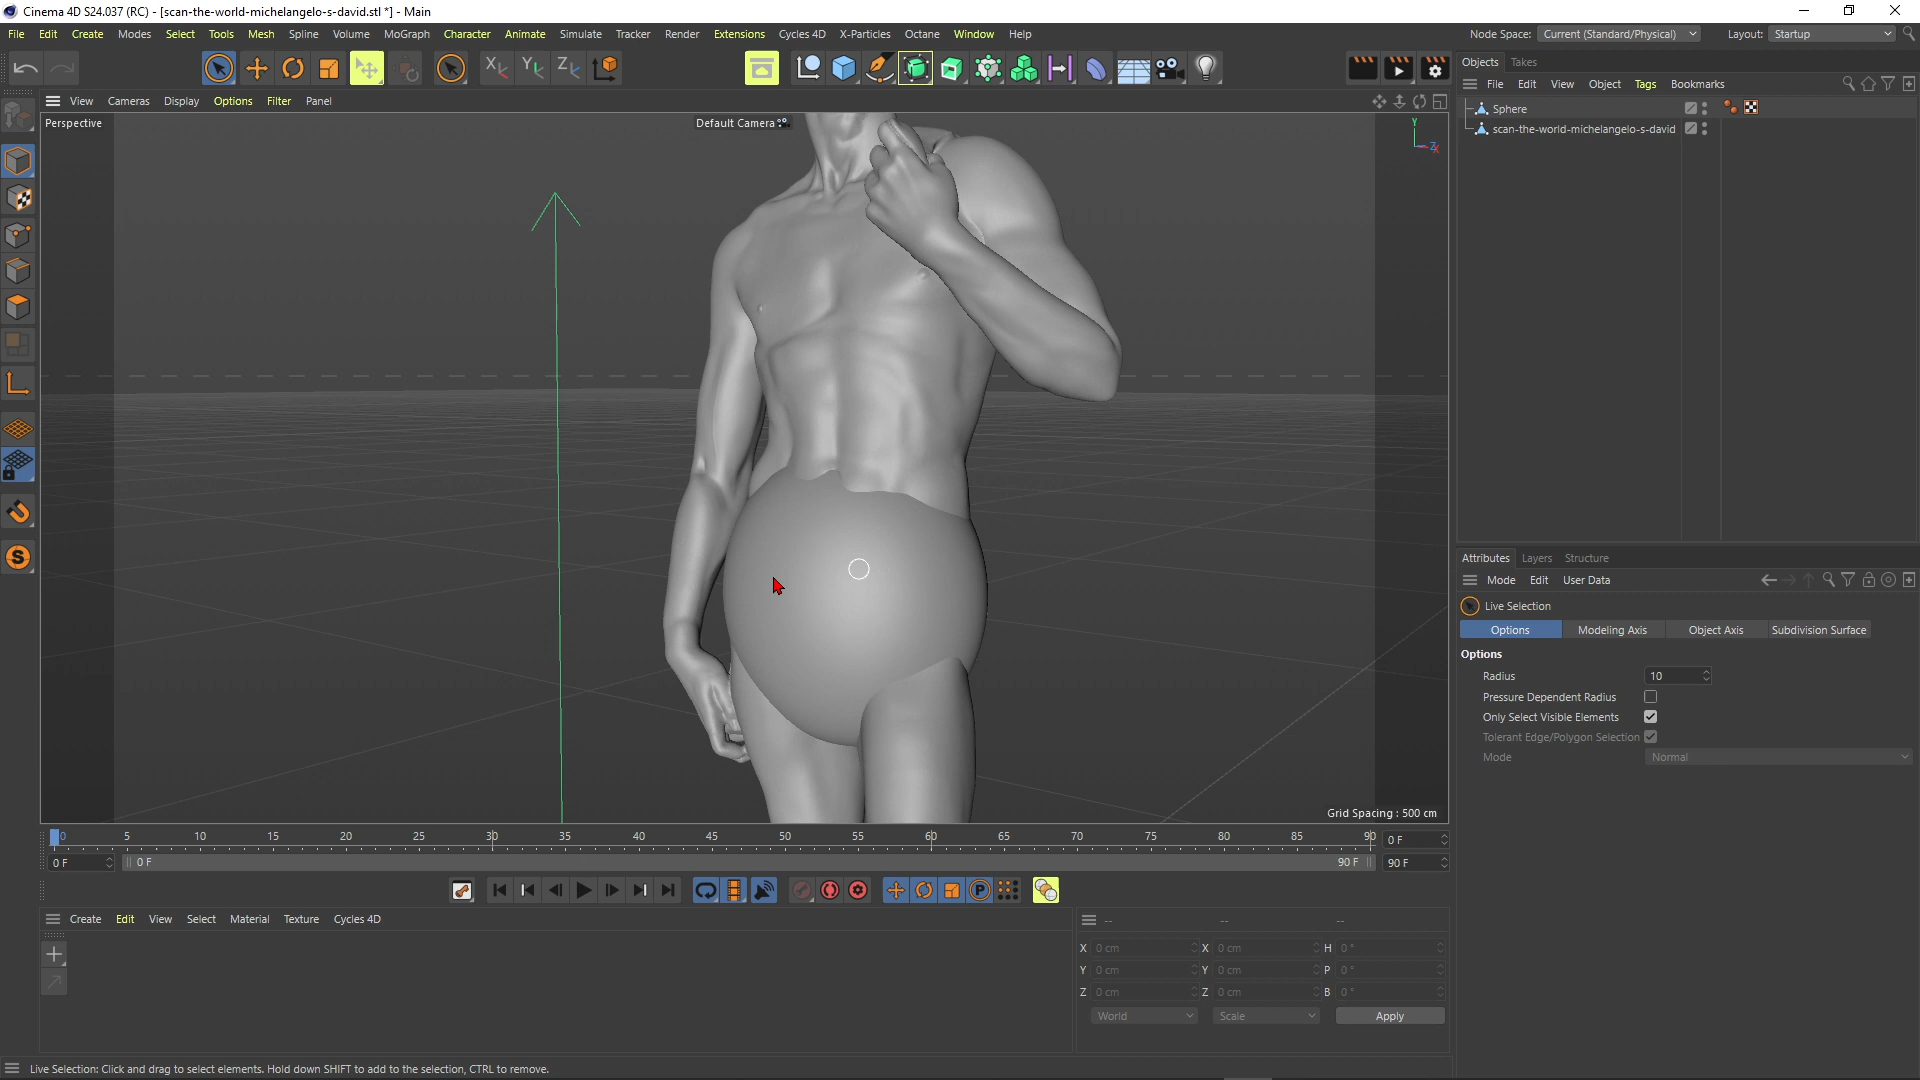 Cinema 4D S24.037 (RC) - [scan-the-world-michelangelo-s-david.stl *] - Main
File Edit Create Modes Select Tools Mesh Spline Volume MoGraph Character Animate Simulate Tracker Render Extensions Cycles 4D X-Particles Octane Window Help Node Space: Current (Standard/Physical) Layout: Startup
X Y Z
Objects Takes
File Edit View Object Tags Bookmarks
View Cameras Display Options Filter Panel
Perspective Default Camera Y Z X
Sphere
scan-the-world-michelangelo-s-david
Attributes Layers Structure
Mode Edit User Data
Live Selection
Options Modeling Axis Object Axis Subdivision Surface
Options
Radius 10
Pressure Dependent Radius
Only Select Visible Elements
Tolerant Edge/Polygon Selection
Mode Normal
Grid Spacing : 500 cm
0 5 10 15 20 25 30 35 40 45 50 55 60 65 70 75 80 85 90 0 F
0 F 0 F 90 F 90 F
P
Create Edit View Select Material Texture Cycles 4D
-- -- --
X 0 cm X 0 cm H 0 °
Y 0 cm Y 0 cm P 0 °
Z 0 cm Z 0 cm B 0 °
World Scale Apply
Live Selection: Click and drag to select elements. Hold down SHIFT to add to the selection, CTRL to remove.